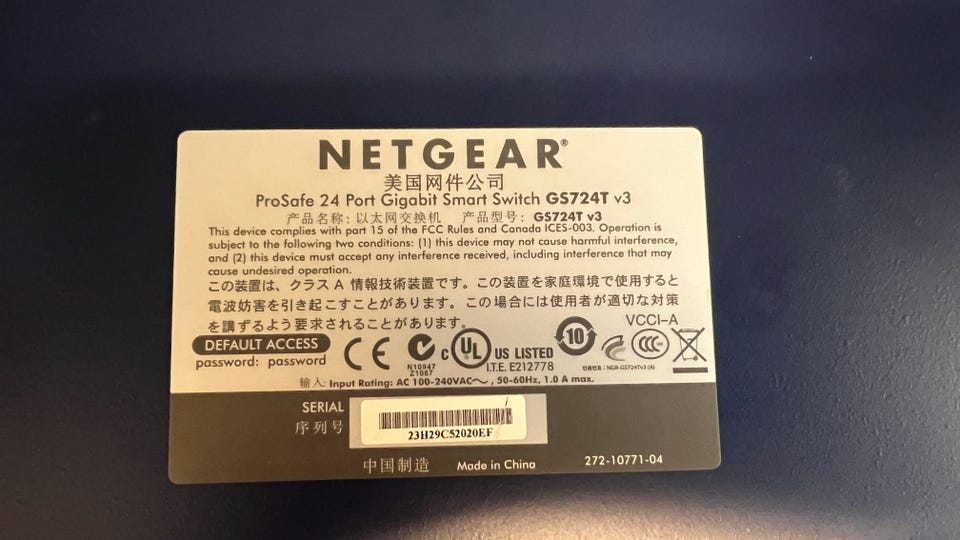 NETGEAR®
美国网件公司
ProSafe 24 Port Gigabit Smart Switch GS724T v3
产品名称: 以太网交换机 产品型号: GS724T v3
This device complies with part 15 of the FCC Rules and Canada ICES-003. Operation is
subject to the following two conditions: (1) this device may not cause harmful interference,
and (2) this device must accept any interference received, including interference that may
cause undesired operation.
この装置は、クラス A 情報技術装置です。この装置を家庭環境で使用すると
電波妨害を引き起こすことがあります。この場合には使用者が適切な対策
を講ずるよう要求されることがあります。
VCCI-A
DEFAULT ACCESS
password: password
CE
N10947
Z1067
C UL US LISTED
I.T.E. E212778
10
CCC
NGR-GS724Tv3 (A)
输入: Input Rating: AC 100-240VAC～, 50-60Hz, 1.0 A max.
SERIAL
序列号
23H29C52020EF
中国制造 Made in China 272-10771-04